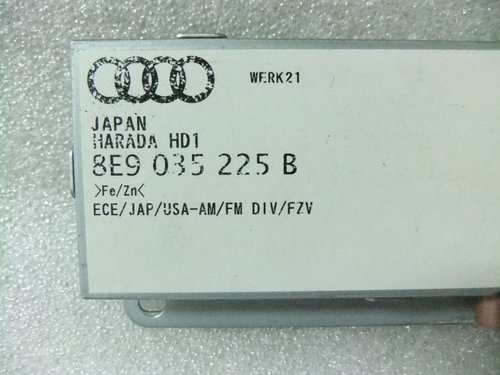 WERK21
JAPAN
HARADA HD1
8E9 035 225 B
>Fe/Zn<
ECE/JAP/USA-AM/FM DIV/FZV